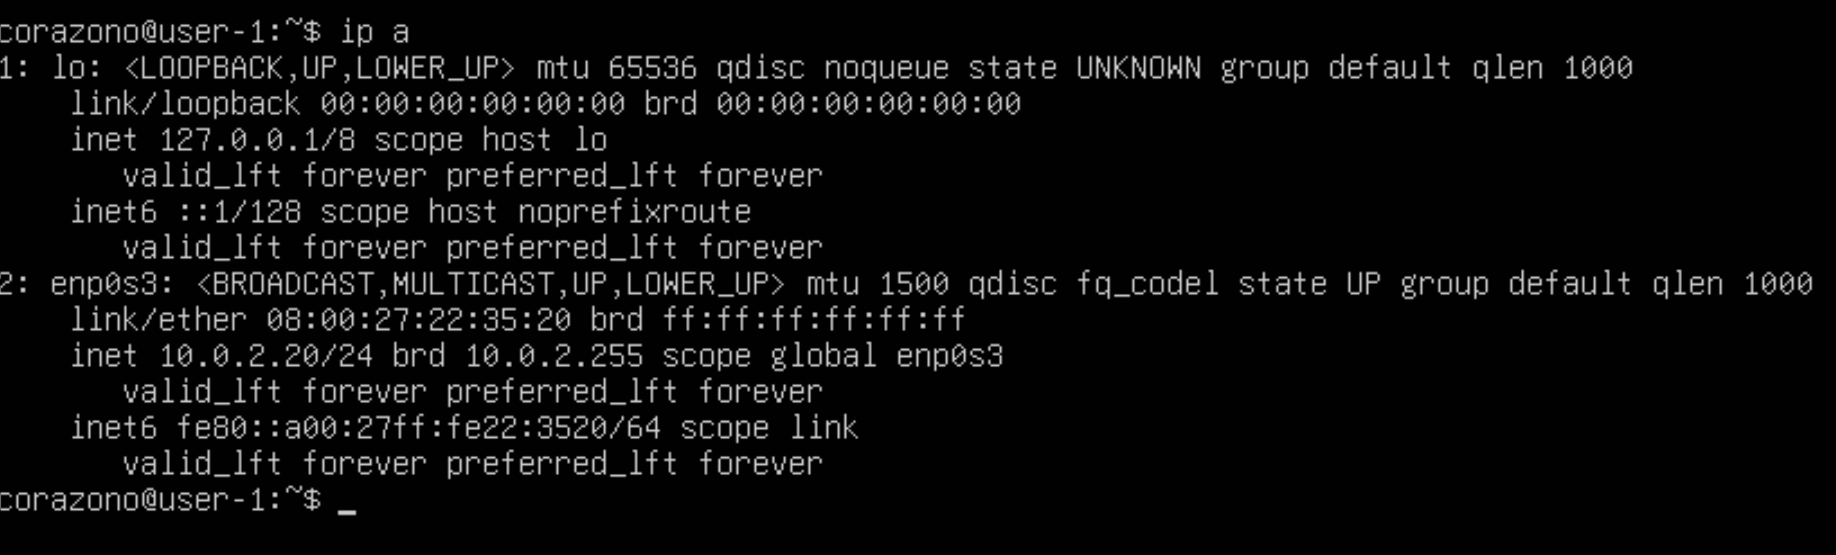 corazono@user-1:~$ ip a
1: lo: <LOOPBACK,UP,LOWER_UP> mtu 65536 qdisc noqueue state UNKNOWN group default qlen 1000
    link/loopback 00:00:00:00:00:00 brd 00:00:00:00:00:00
    inet 127.0.0.1/8 scope host lo
       valid_lft forever preferred_lft forever
    inet6 ::1/128 scope host noprefixroute
       valid_lft forever preferred_lft forever
2: enp0s3: <BROADCAST,MULTICAST,UP,LOWER_UP> mtu 1500 qdisc fq_codel state UP group default qlen 1000
    link/ether 08:00:27:22:35:20 brd ff:ff:ff:ff:ff:ff
    inet 10.0.2.20/24 brd 10.0.2.255 scope global enp0s3
       valid_lft forever preferred_lft forever
    inet6 fe80::a00:27ff:fe22:3520/64 scope link
       valid_lft forever preferred_lft forever
corazono@user-1:~$ _